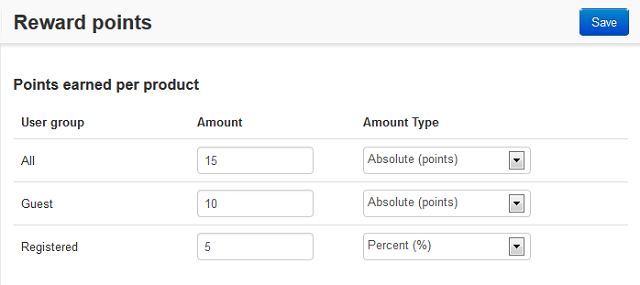 Reward points Save
Points earned per product
User group Amount Amount Type
All 15 Absolute (points)
Guest 10 Absolute (points)
Registered 5 Percent (%)